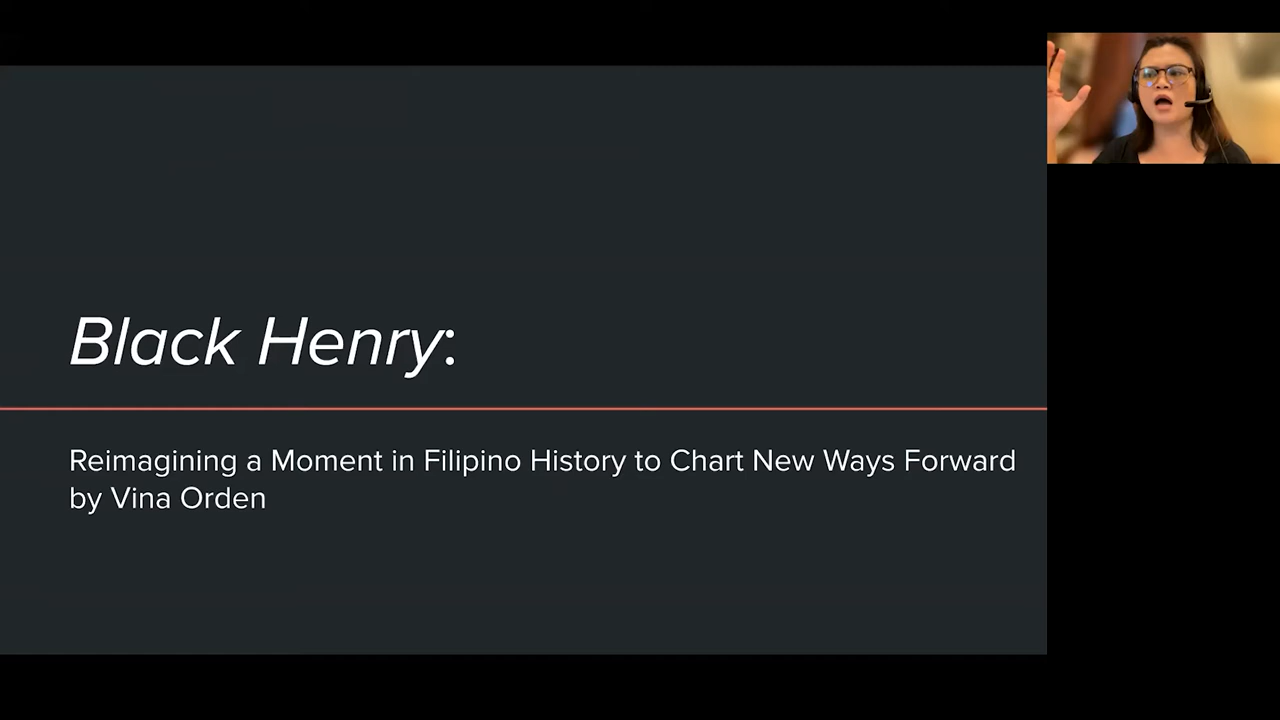 Black Henry:
Reimagining a Moment in Filipino History to Chart New Ways Forward
by Vina Orden